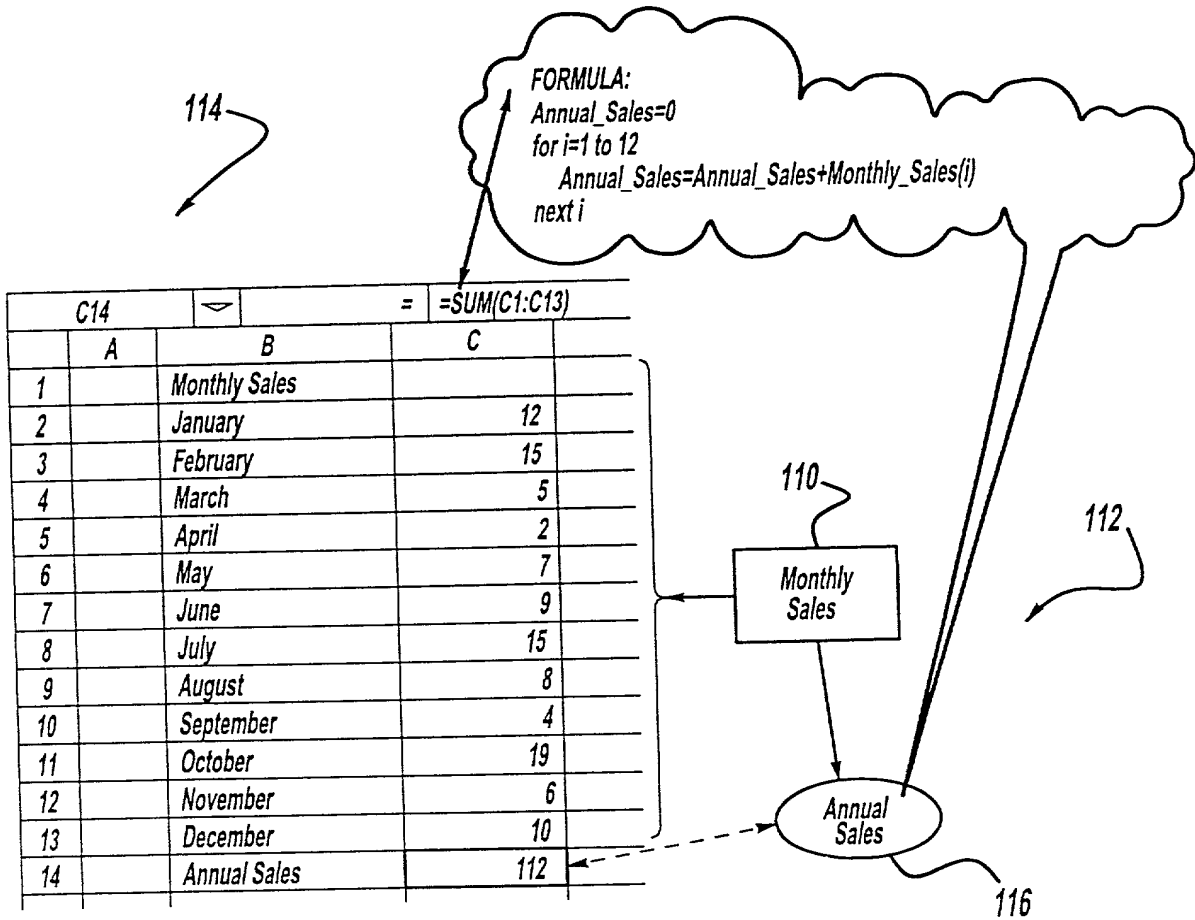 FORMULA:
Annual_Sales=0
for i=1 to 12
Annual_Sales=Annual_Sales+Monthly_Sales(i)
next i
114
C14 = =SUM(C1:C13)
A B C
1 Monthly Sales
2 January 12
3 February 15
4 March 5
5 April 2
6 May 7
7 June 9
8 July 15
9 August 8
10 September 4
11 October 19
12 November 6
13 December 10
14 Annual Sales 112
110
Monthly
Sales
112
Annual
Sales
116